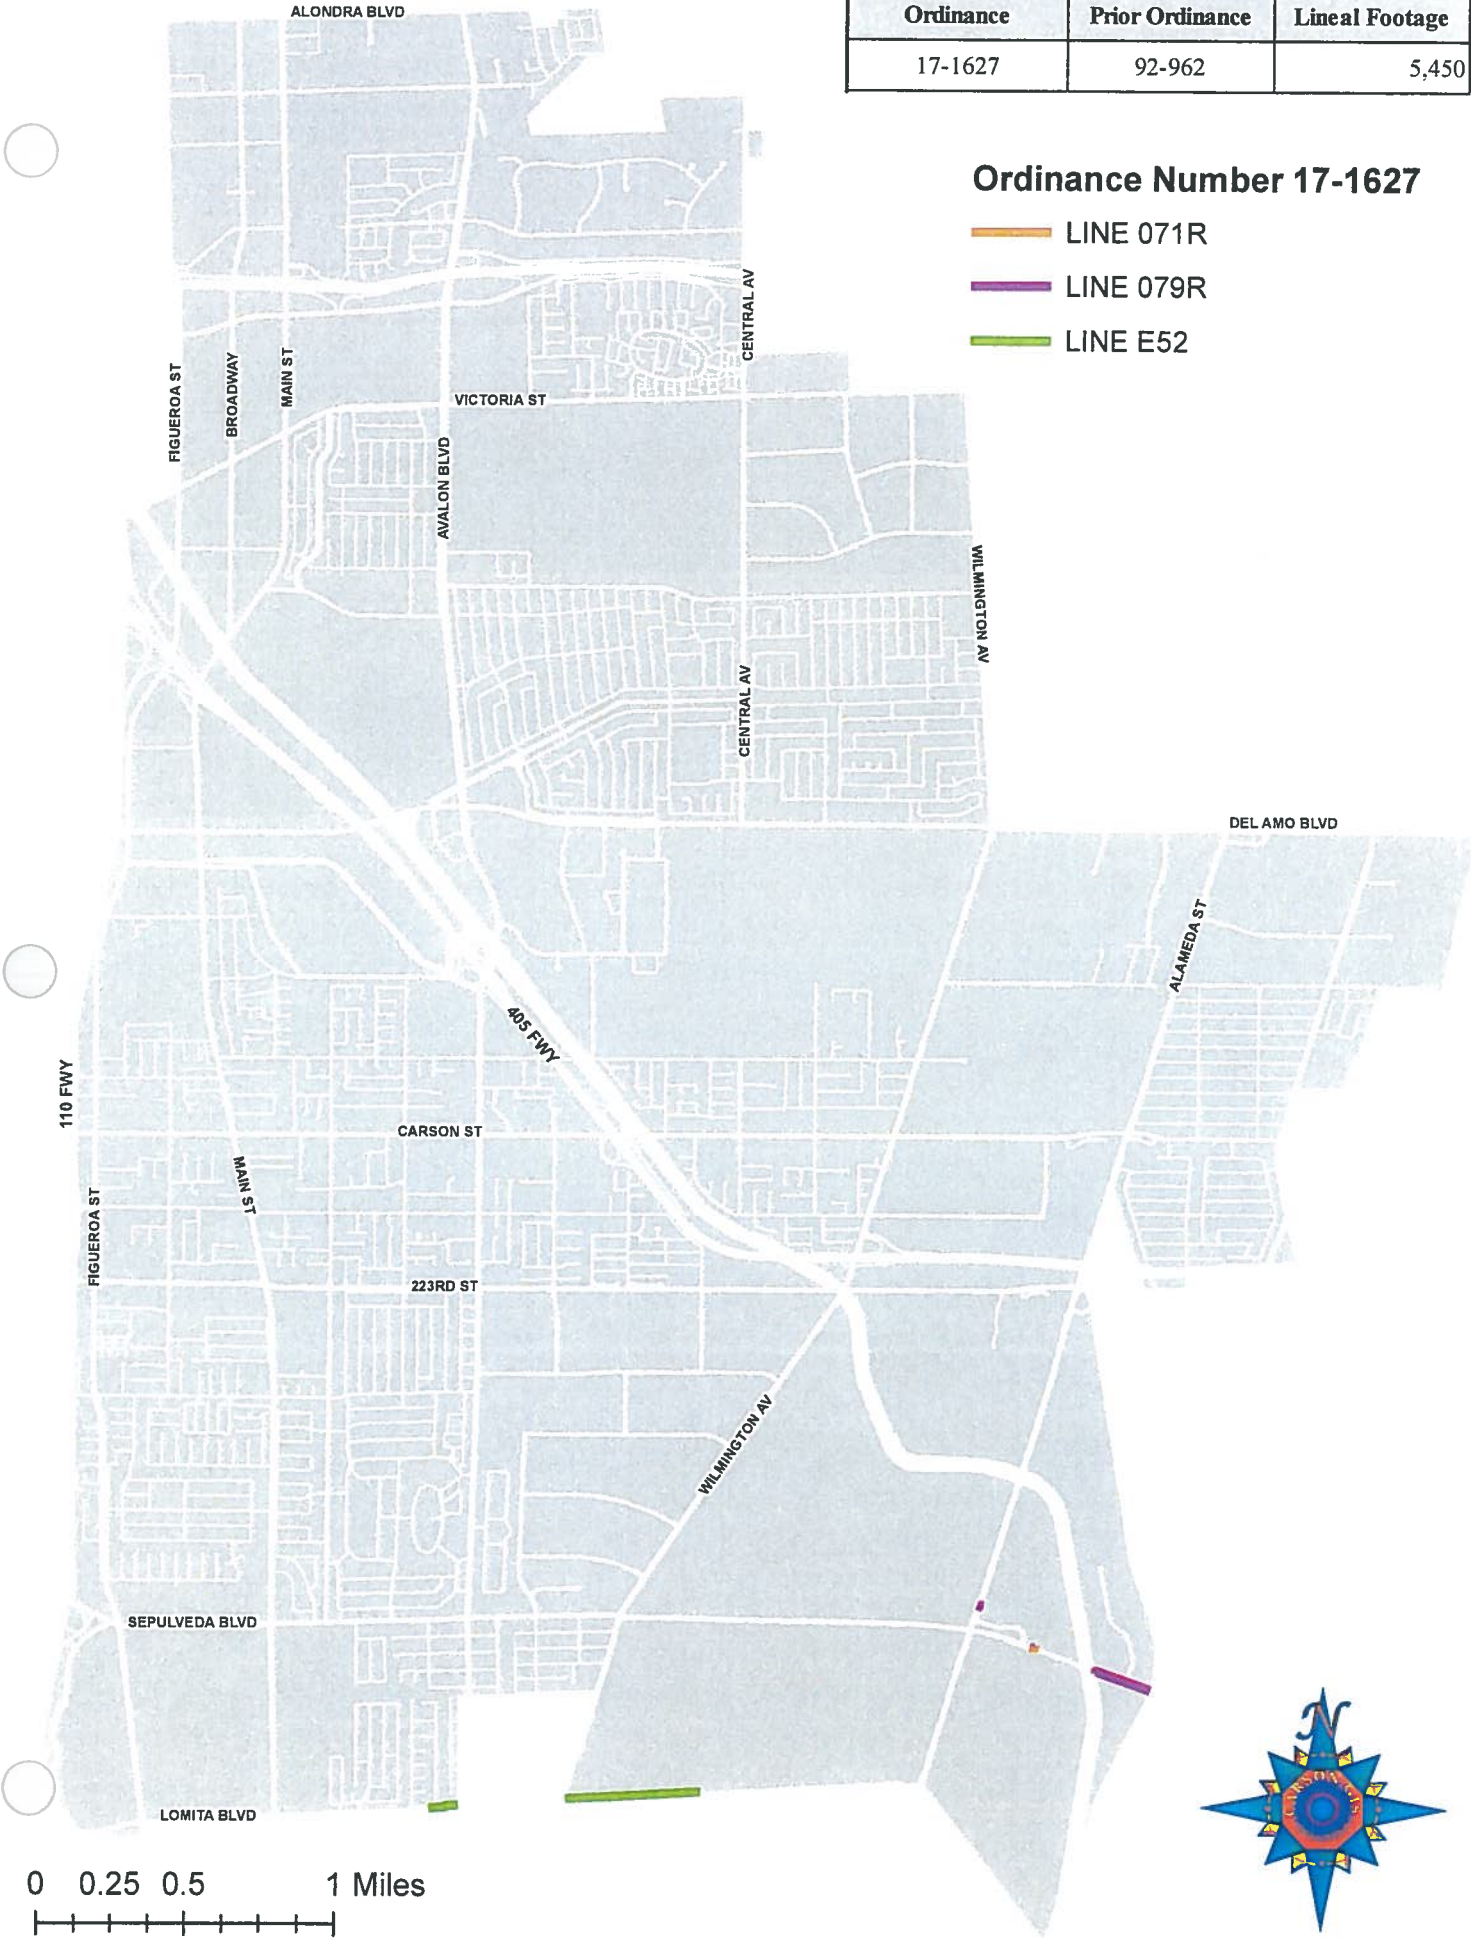 ALONDRA BLVD
Ordinance Prior Ordinance Lineal Footage
17-1627 92-962 5,450
Ordinance Number 17-1627
LINE 071R
LINE 079R
LINE E52
CENTRAL AV
FIGUEROA ST
BROADWAY
MAIN ST
VICTORIA ST
AVALON BLVD
WILMINGTON AV
CENTRAL AV
DEL AMO BLVD
ALAMEDA ST
405 FWY
110 FWY
CARSON ST
MAIN ST
FIGUEROA ST
223RD ST
WILMINGTON AV
SEPULVEDA BLVD
LOMITA BLVD
N
CARSON GIS
0 0.25 0.5 1 Miles